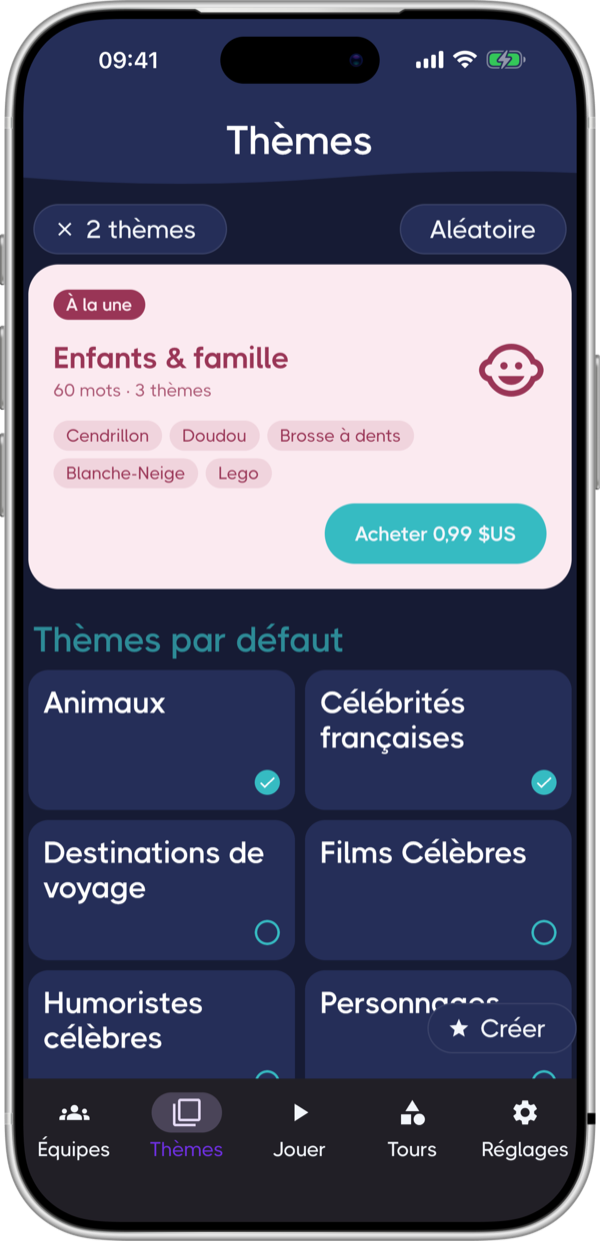 09:41
Thèmes
× 2 thèmes
Aléatoire
À la une
Enfants & famille
60 mots · 3 thèmes
Cendrillon Doudou Brosse à dents
Blanche-Neige Lego
Acheter 0,99 $US
Thèmes par défaut
Animaux
Célébrités
françaises
Destinations de
voyage
Films Célèbres
Humoristes
célèbres
Personnages
Créer
Équipes Thèmes Jouer Tours Réglages